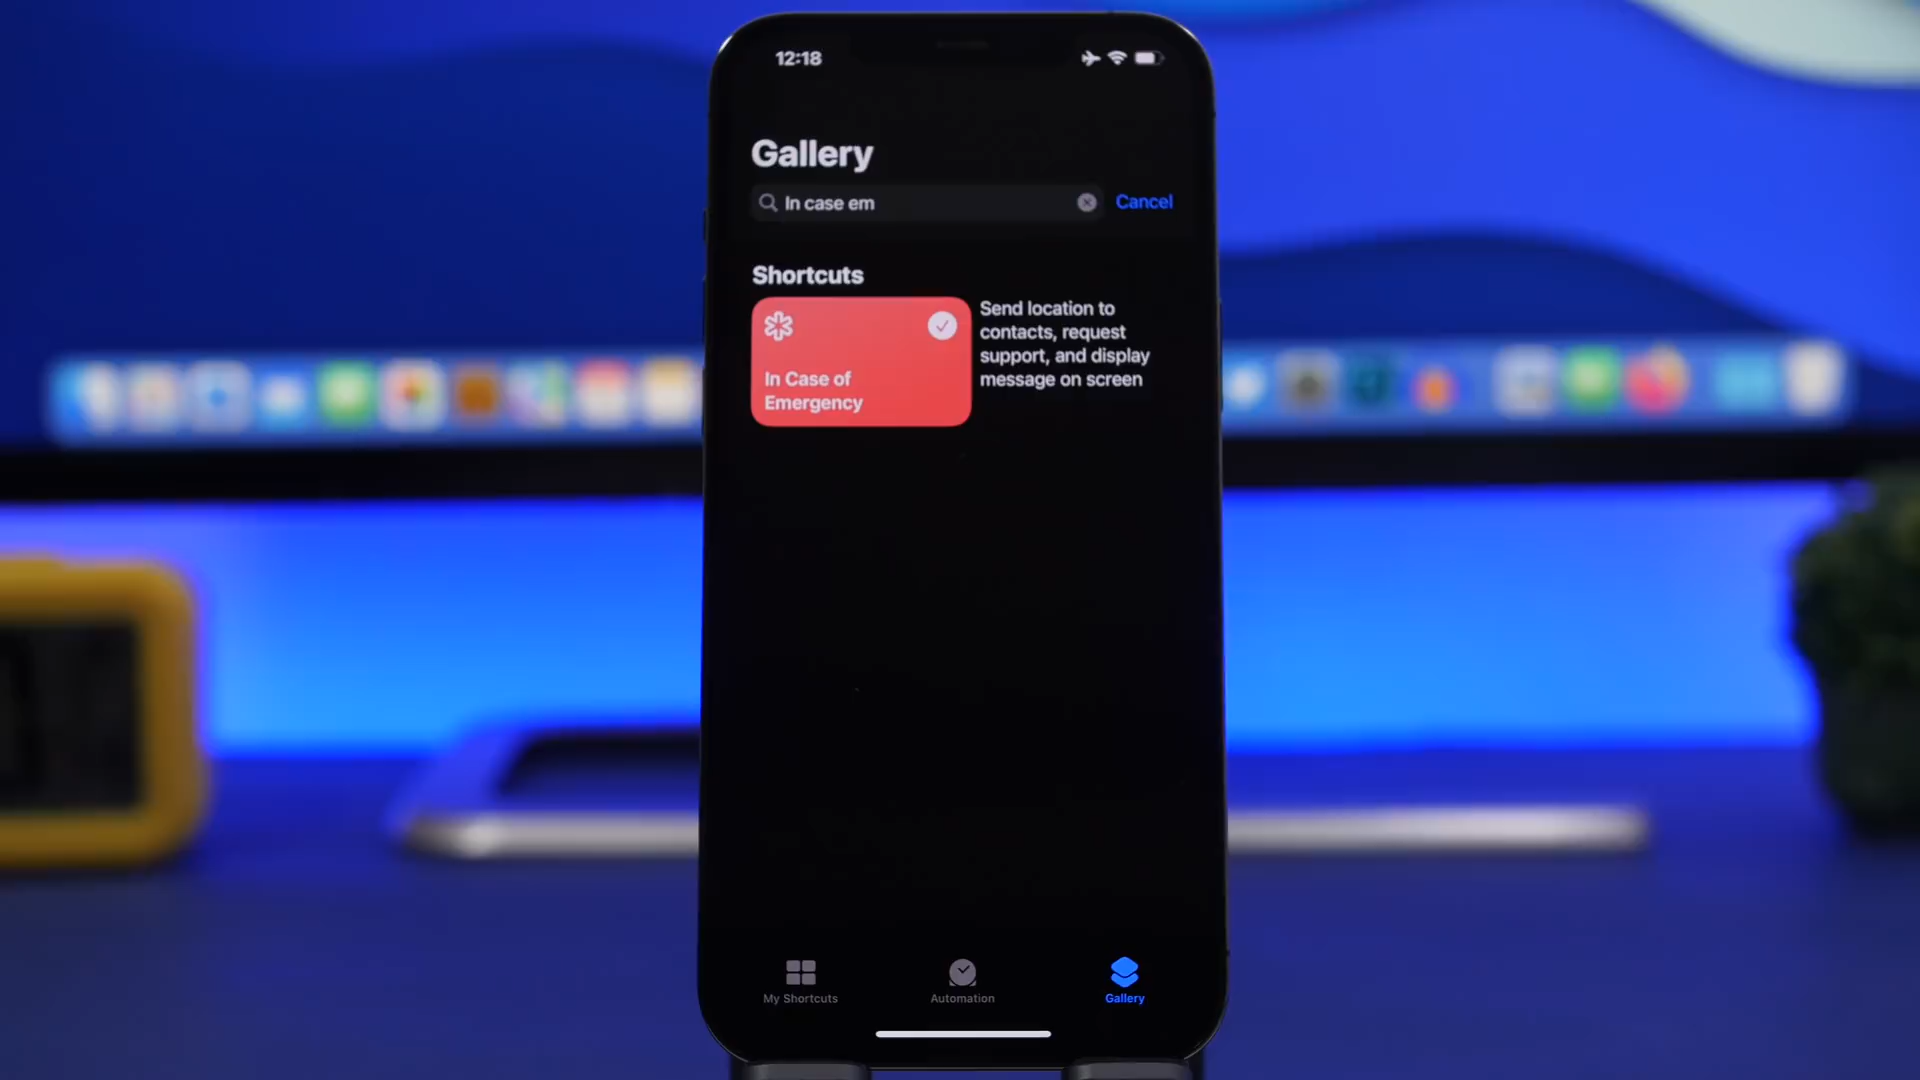 12:18
Gallery
In case em
Cancel
Shortcuts
In Case of
Emergency
Send location to
contacts, request
support, and display
message on screen
My Shortcuts
Automation
Gallery